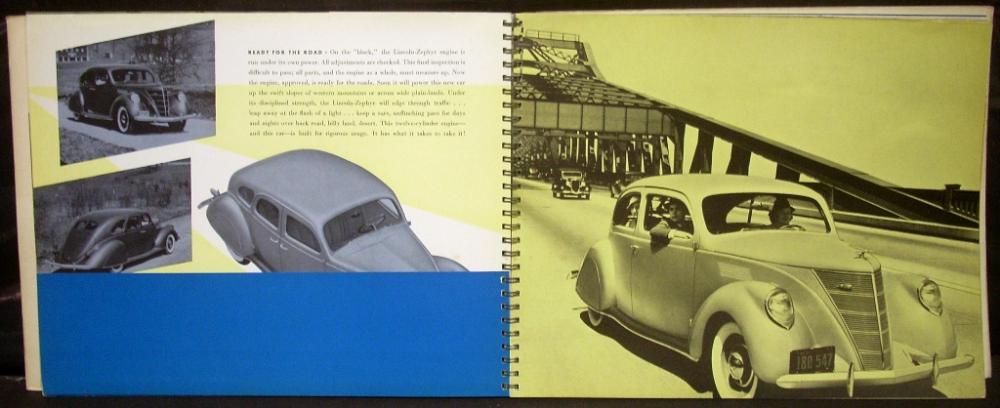 READY FOR THE ROAD • On the "block," the Lincoln-Zephyr engine is
run under its own power. All adjustments are checked. This final inspection is
difficult to pass; all parts, and the engine as a whole, must measure up. Now
the engine, approved, is ready for the roads. Soon it will power this new car
up the swift slopes of western mountains or across wide plain-lands. Under
its disciplined strength, the Lincoln-Zephyr will edge through traffic . . .
leap away at the flash of a light . . . keep a sure, unflinching pace for days
and nights over back road, hilly land, desert. This twelve-cylinder engine—
and this car—is built for rigorous usage. It has what it takes to take it!
180 547